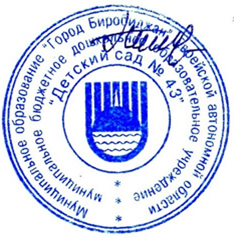 Муниципальное образование "Город Биробиджан" Еврейской автономной области
муниципальное бюджетное дошкольное образовательное учреждение
"Детский сад № 43"
* * *